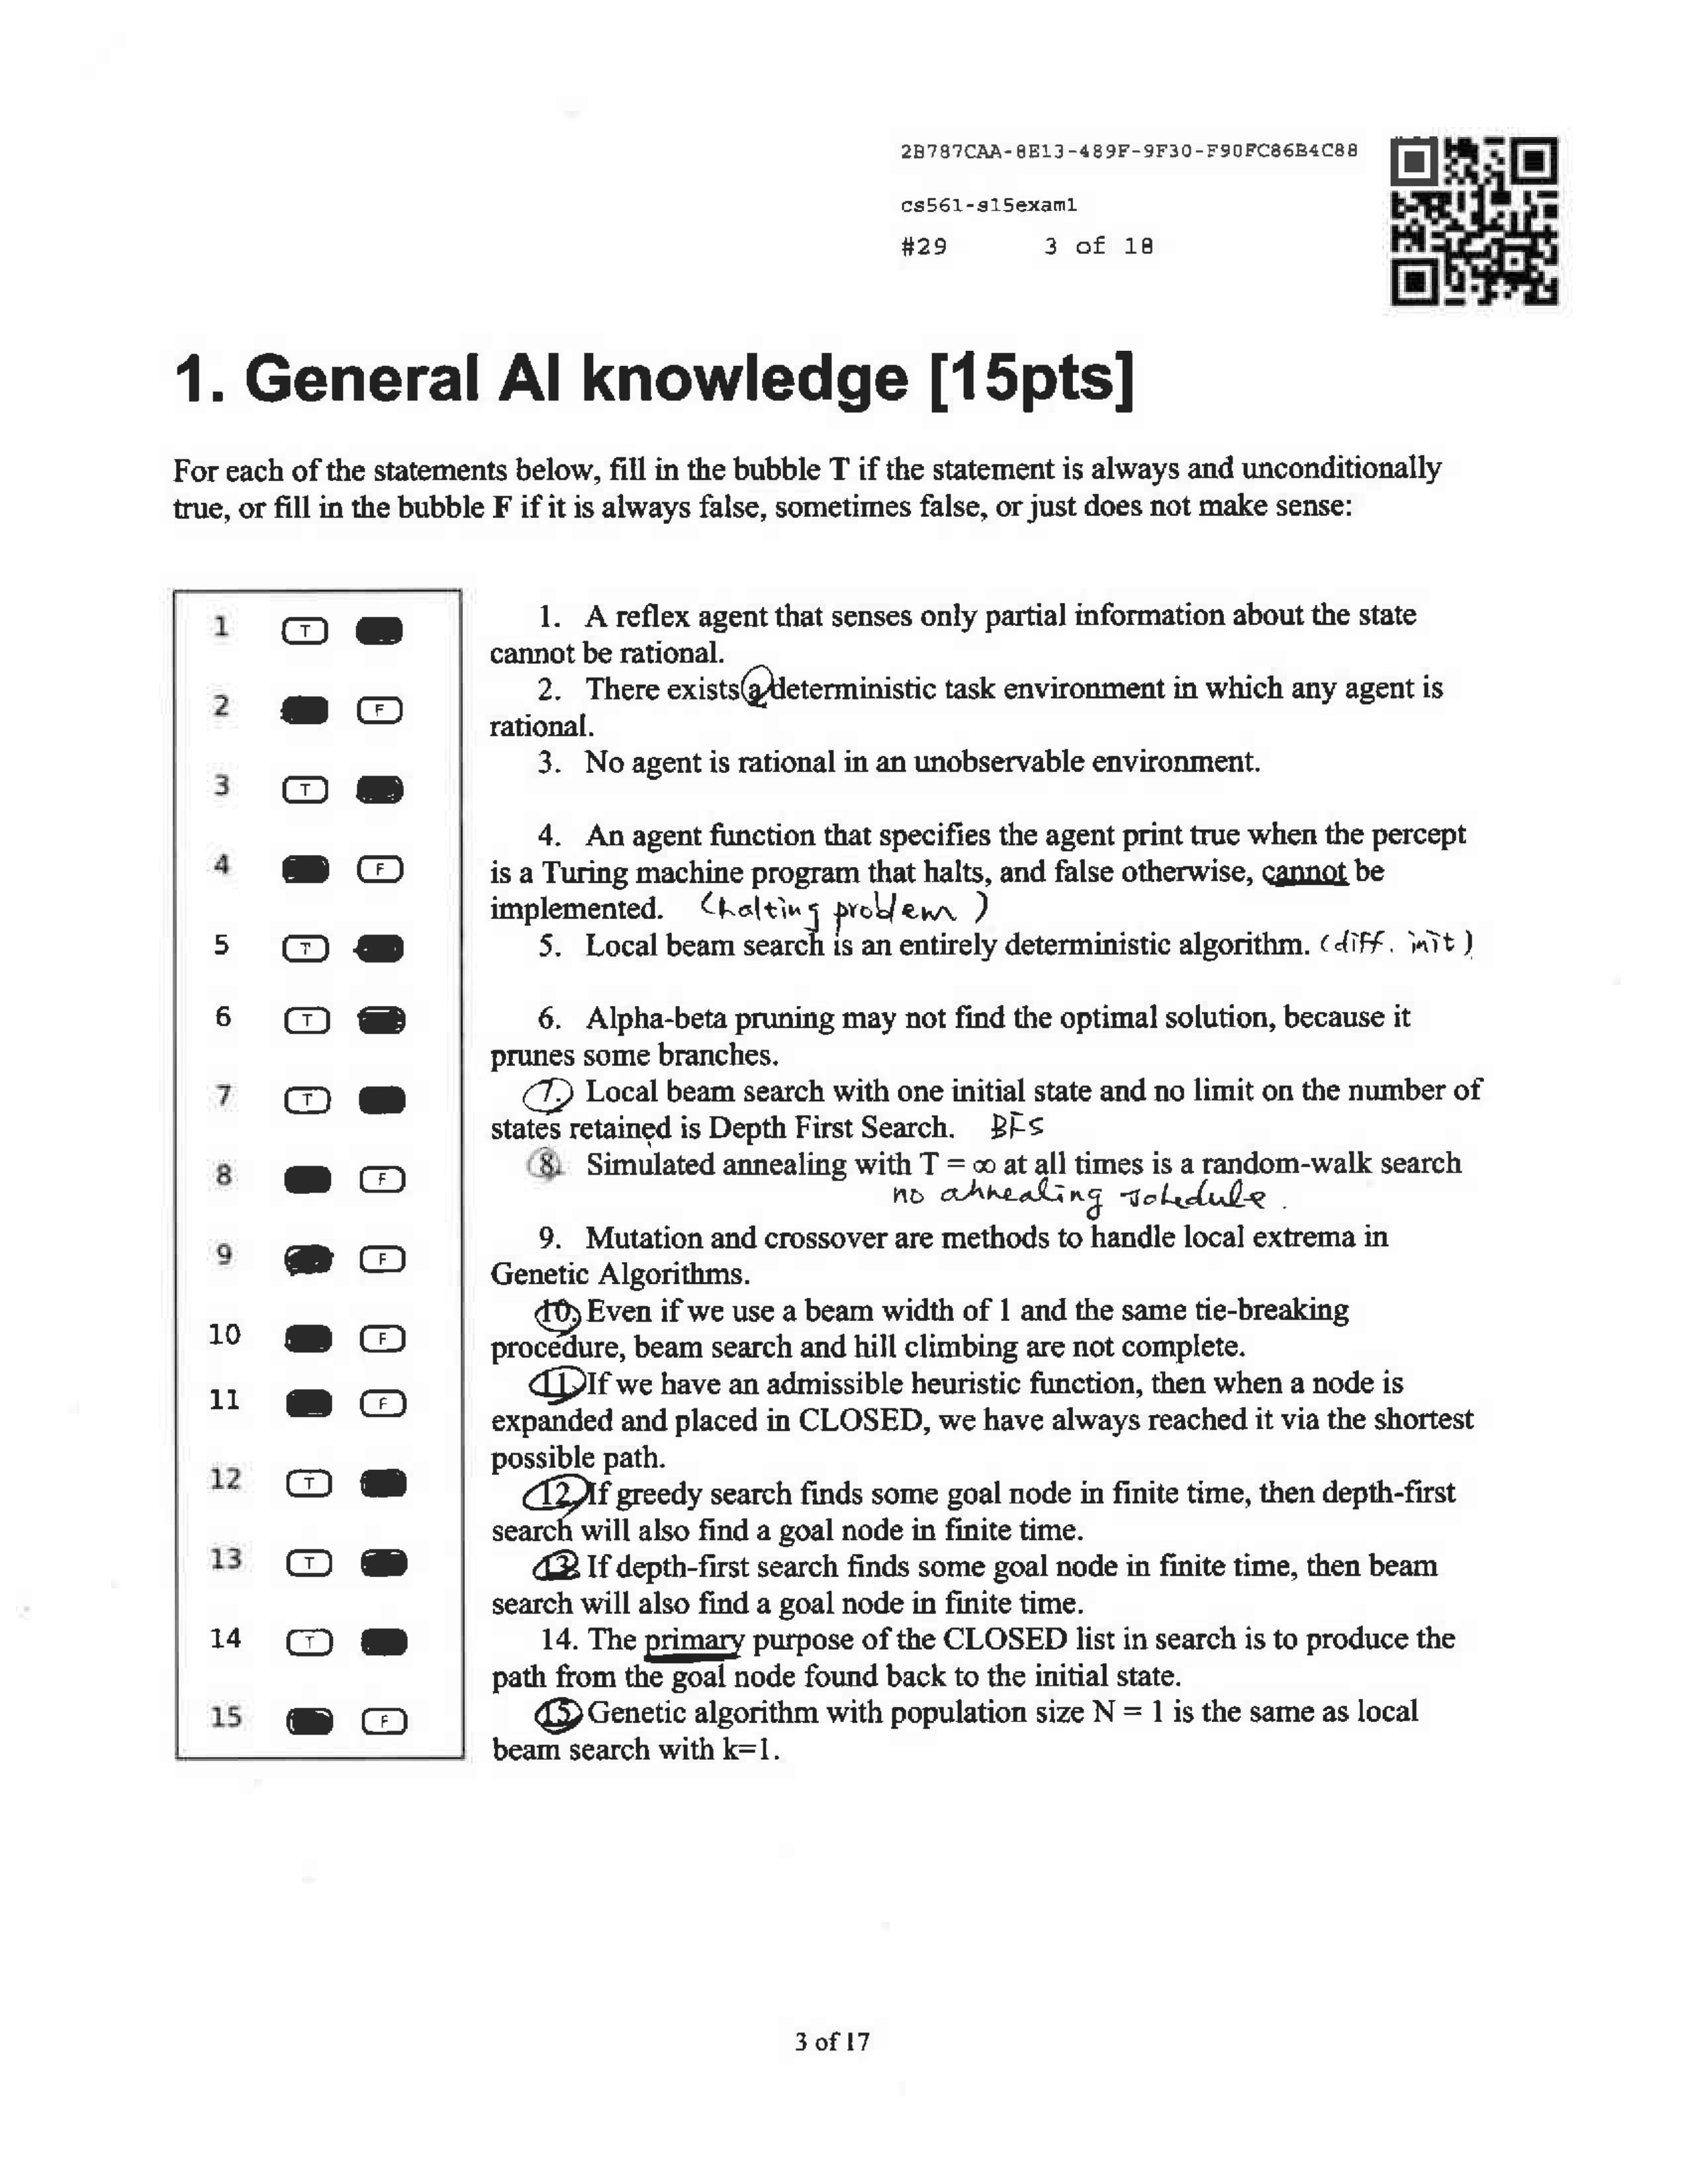 2B787CAA-8E13-489F-9F30-F90FC86B4C88
cs561-s15exam1
#29 3 of 18
1. General AI knowledge [15pts]
For each of the statements below, fill in the bubble T if the statement is always and unconditionally
true, or fill in the bubble F if it is always false, sometimes false, or just does not make sense:
1 T
2 F
3 T
4 F
5 T
6 T
7 T
8 F
9 F
10 F
11 F
12 T
13 T
14 T
15 F
1. A reflex agent that senses only partial information about the state
cannot be rational.
2. There exists a deterministic task environment in which any agent is
rational.
3. No agent is rational in an unobservable environment.
4. An agent function that specifies the agent print true when the percept
is a Turing machine program that halts, and false otherwise, cannot be
implemented. (halting problem)
5. Local beam search is an entirely deterministic algorithm. (diff. init)
6. Alpha-beta pruning may not find the optimal solution, because it
prunes some branches.
7. Local beam search with one initial state and no limit on the number of
states retained is Depth First Search. BFS
8. Simulated annealing with T = ∞ at all times is a random-walk search
no annealing schedule.
9. Mutation and crossover are methods to handle local extrema in
Genetic Algorithms.
10. Even if we use a beam width of 1 and the same tie-breaking
procedure, beam search and hill climbing are not complete.
11. If we have an admissible heuristic function, then when a node is
expanded and placed in CLOSED, we have always reached it via the shortest
possible path.
12. If greedy search finds some goal node in finite time, then depth-first
search will also find a goal node in finite time.
13. If depth-first search finds some goal node in finite time, then beam
search will also find a goal node in finite time.
14. The primary purpose of the CLOSED list in search is to produce the
path from the goal node found back to the initial state.
15. Genetic algorithm with population size N = 1 is the same as local
beam search with k=1.
3 of 17